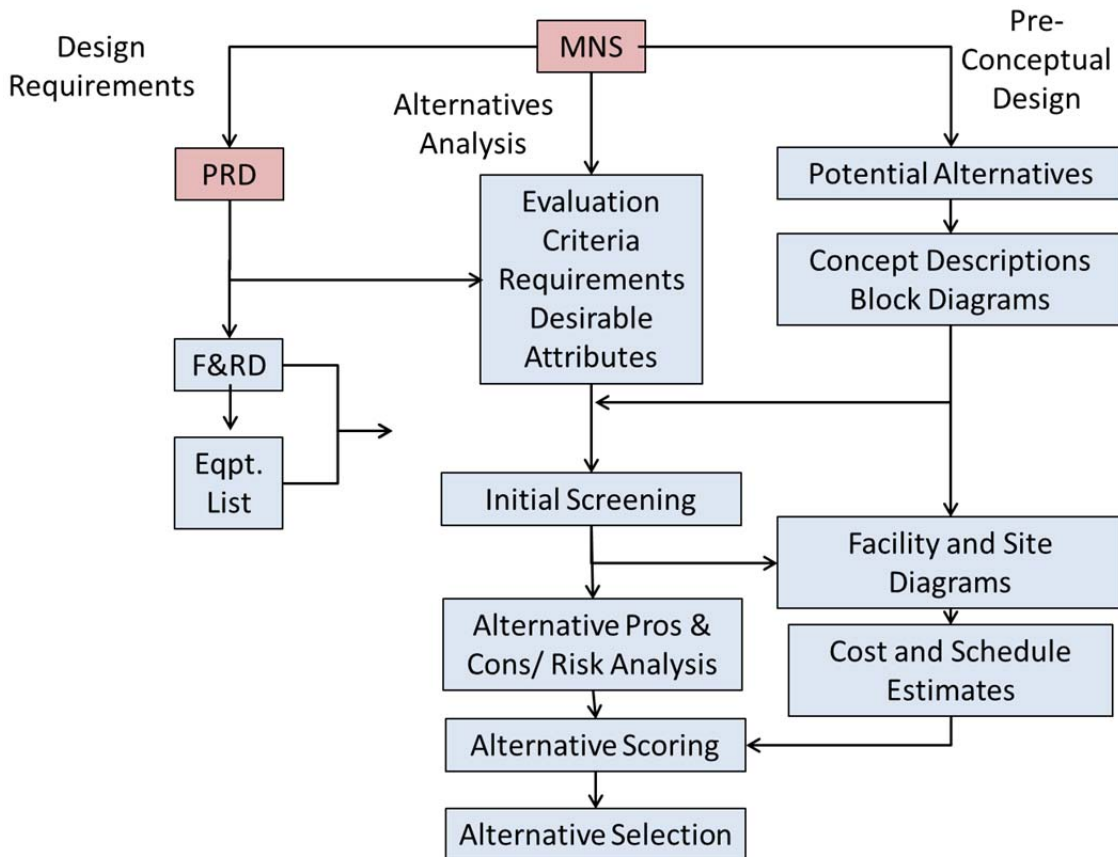 Design
Requirements
MNS
Pre-
Conceptual
Design
Alternatives
Analysis
PRD
Evaluation
Criteria
Requirements
Desirable
Attributes
Potential Alternatives
Concept Descriptions
Block Diagrams
F&RD
Eqpt.
List
Initial Screening
Facility and Site
Diagrams
Alternative Pros &
Cons/ Risk Analysis
Cost and Schedule
Estimates
Alternative Scoring
Alternative Selection